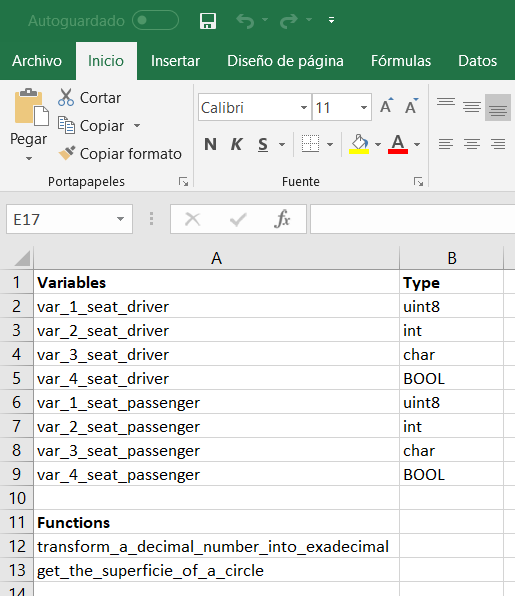 Autoguardado
Archivo Inicio Insertar Diseño de página Fórmulas Datos
Pegar Cortar
Copiar
Copiar formato
Portapapeles
Calibri 11
N K S A A A
Fuente
E17 fx
A B
1 Variables Type
2 var_1_seat_driver uint8
3 var_2_seat_driver int
4 var_3_seat_driver char
5 var_4_seat_driver BOOL
6 var_1_seat_passenger uint8
7 var_2_seat_passenger int
8 var_3_seat_passenger char
9 var_4_seat_passenger BOOL
10
11 Functions
12 transform_a_decimal_number_into_exadecimal
13 get_the_superficie_of_a_circle
14